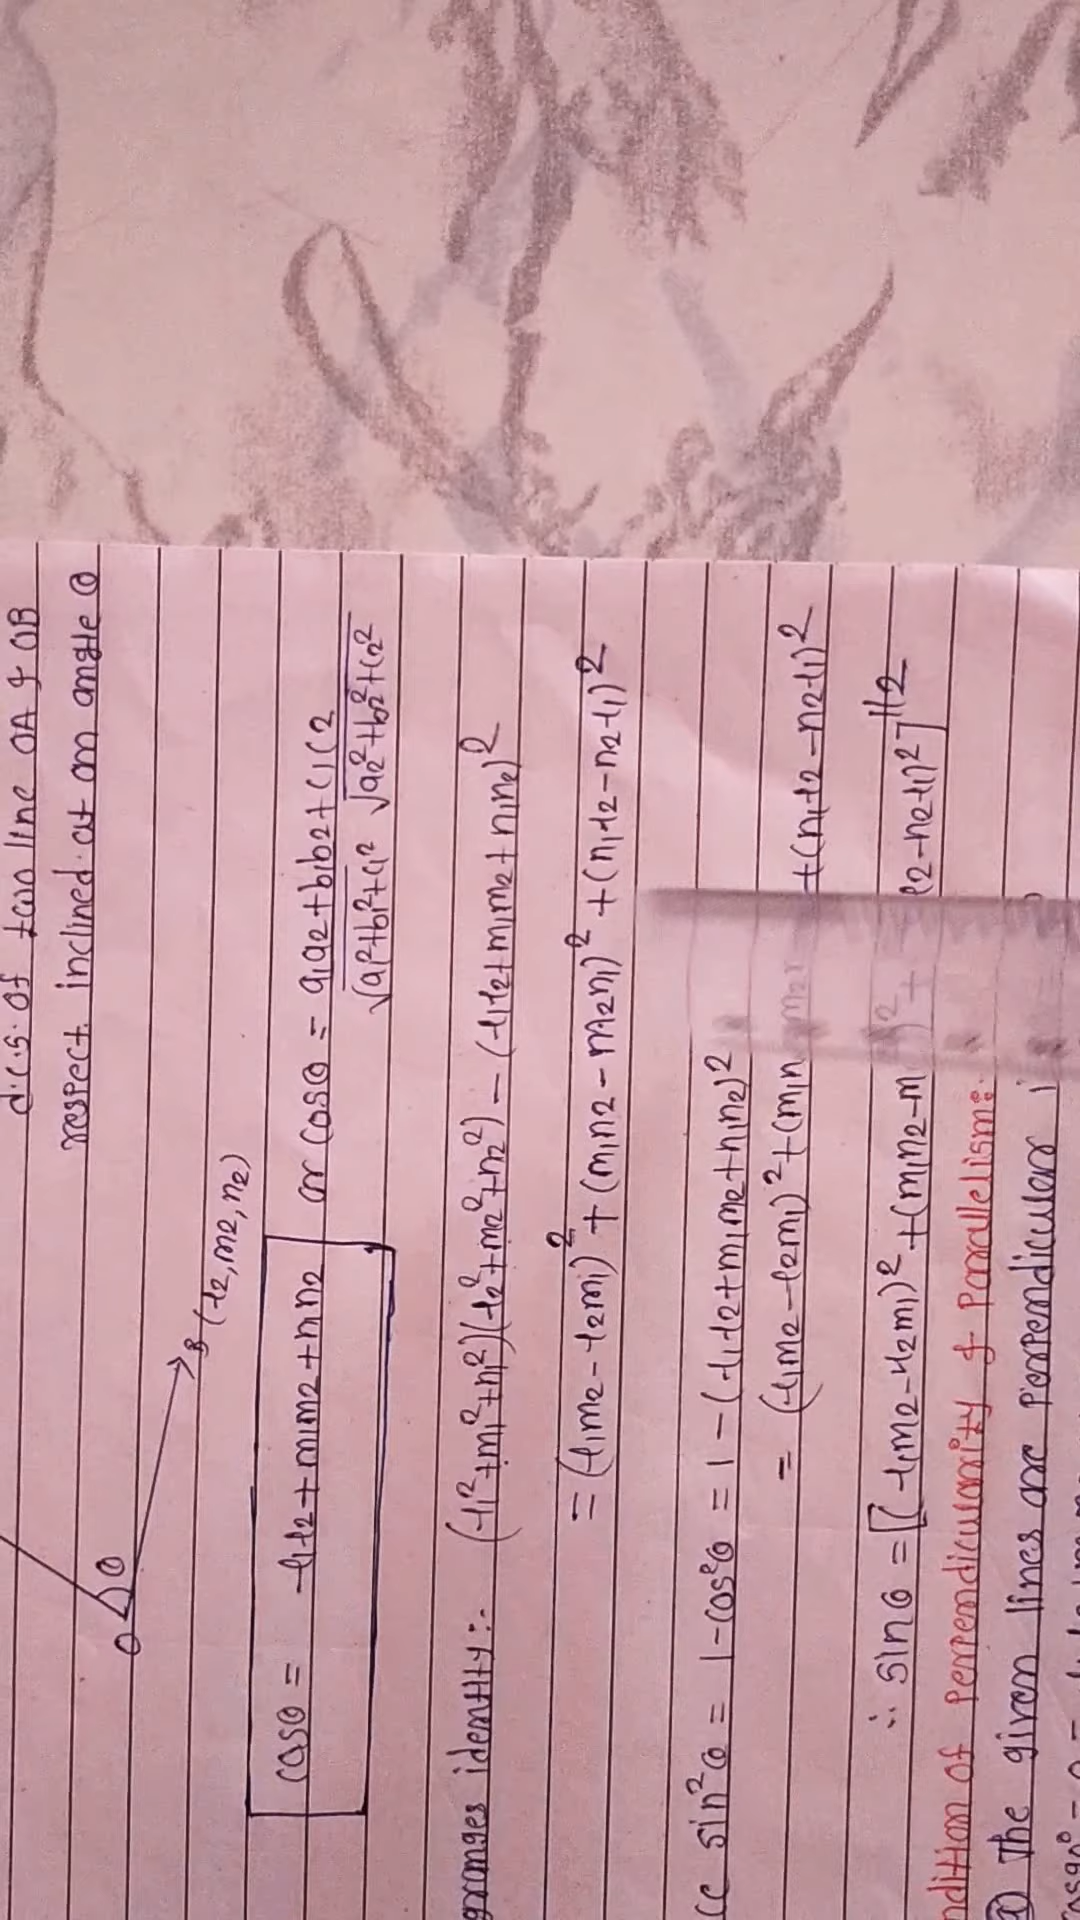 d.c.s. of two line OA & OB
respect inclined at an angle θ
O θ
B (l2, m2, n2)
cosθ = l1l2 + m1m2 + n1n2 or cosθ = a1a2 + b1b2 + c1c2
√a1²+b1²+c1² √a2²+b2²+c2²
granges identity:- (l1²+m1²+n1²)(l2²+m2²+n2²) - (l1l2+m1m2+n1n2)²
= (l1m2 - l2m1)² + (m1n2 - m2n1)² + (n1l2 - n2l1)²
sin²θ = 1-cos²θ = 1 - (l1l2 + m1m2 + n1n2)²
= (l1m2 - l2m1)² + (m1n + (n1l2 - n2l1)²
∴ sinθ = [(l1m2 - l2m1)² + (m1n2 - m )² + l2 - n2l1)²]1/2
ndition of Perpendicularity & Parallelism:
a) The given lines are perpendicular i